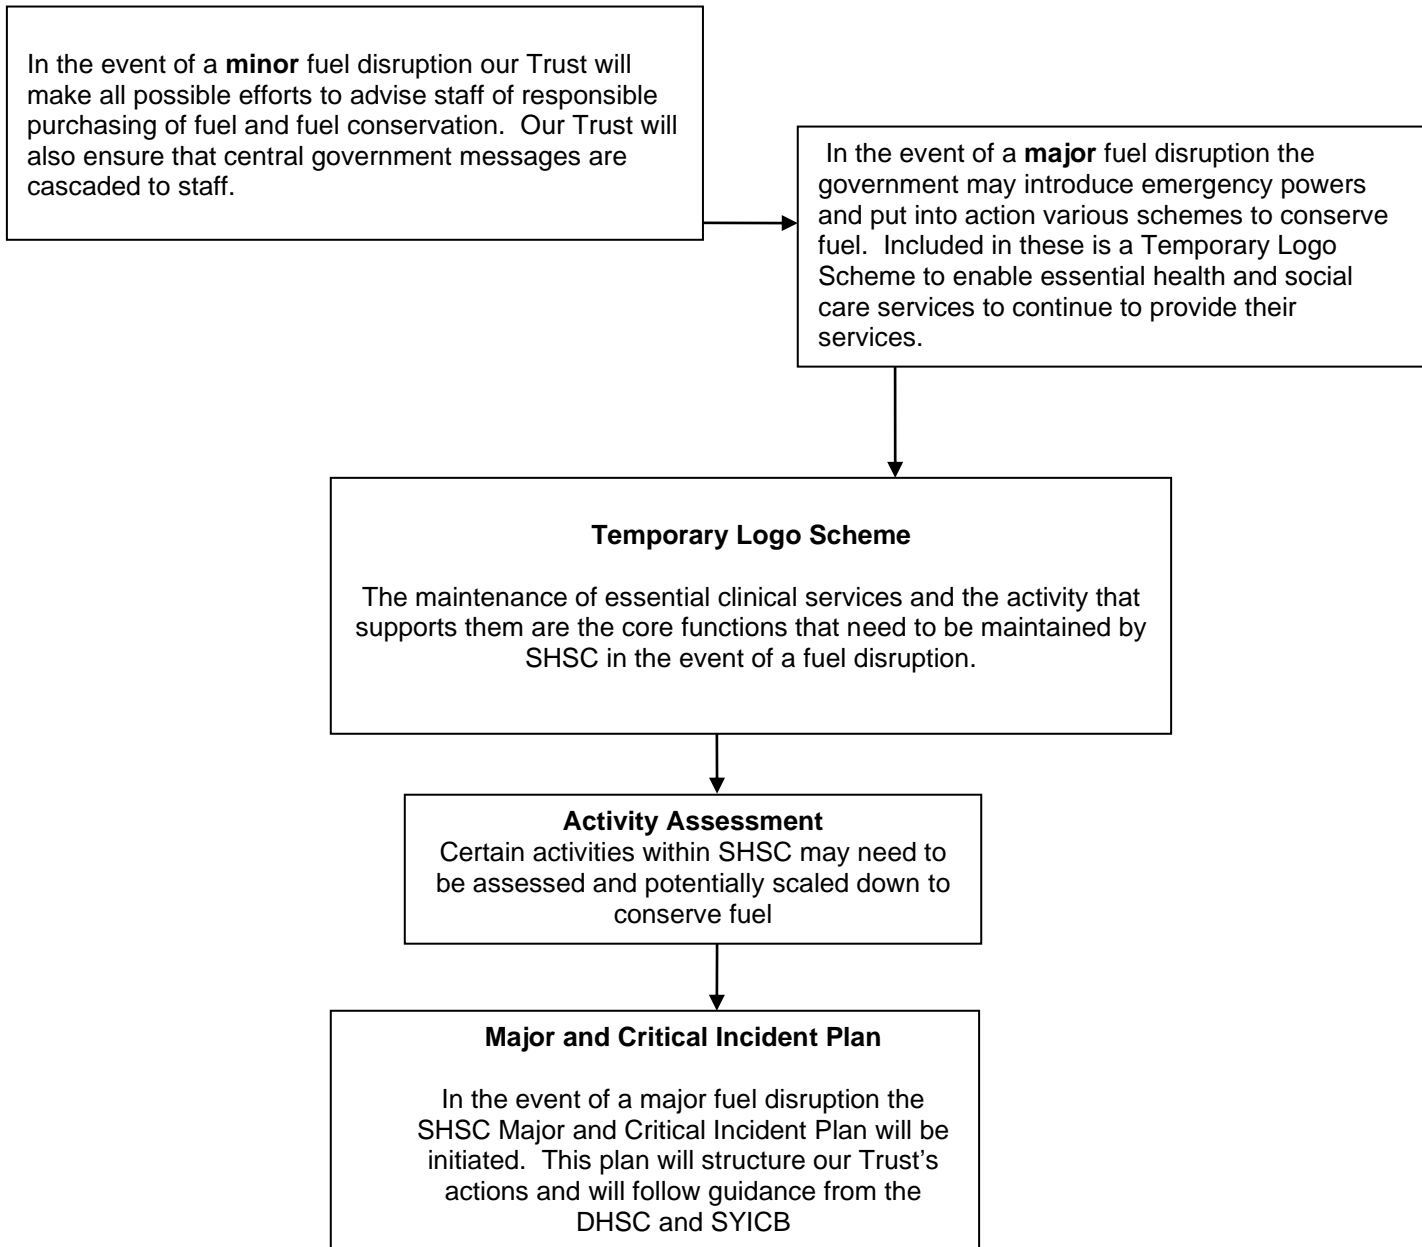 In the event of a minor fuel disruption our Trust will
make all possible efforts to advise staff of responsible
purchasing of fuel and fuel conservation.  Our Trust will
also ensure that central government messages are
cascaded to staff.
In the event of a major fuel disruption the
government may introduce emergency powers
and put into action various schemes to conserve
fuel.  Included in these is a Temporary Logo
Scheme to enable essential health and social
care services to continue to provide their
services.
Temporary Logo Scheme
The maintenance of essential clinical services and the activity that
supports them are the core functions that need to be maintained by
SHSC in the event of a fuel disruption.
Activity Assessment
Certain activities within SHSC may need to
be assessed and potentially scaled down to
conserve fuel
Major and Critical Incident Plan
In the event of a major fuel disruption the
SHSC Major and Critical Incident Plan will be
initiated.  This plan will structure our Trust’s
actions and will follow guidance from the
DHSC and SYICB